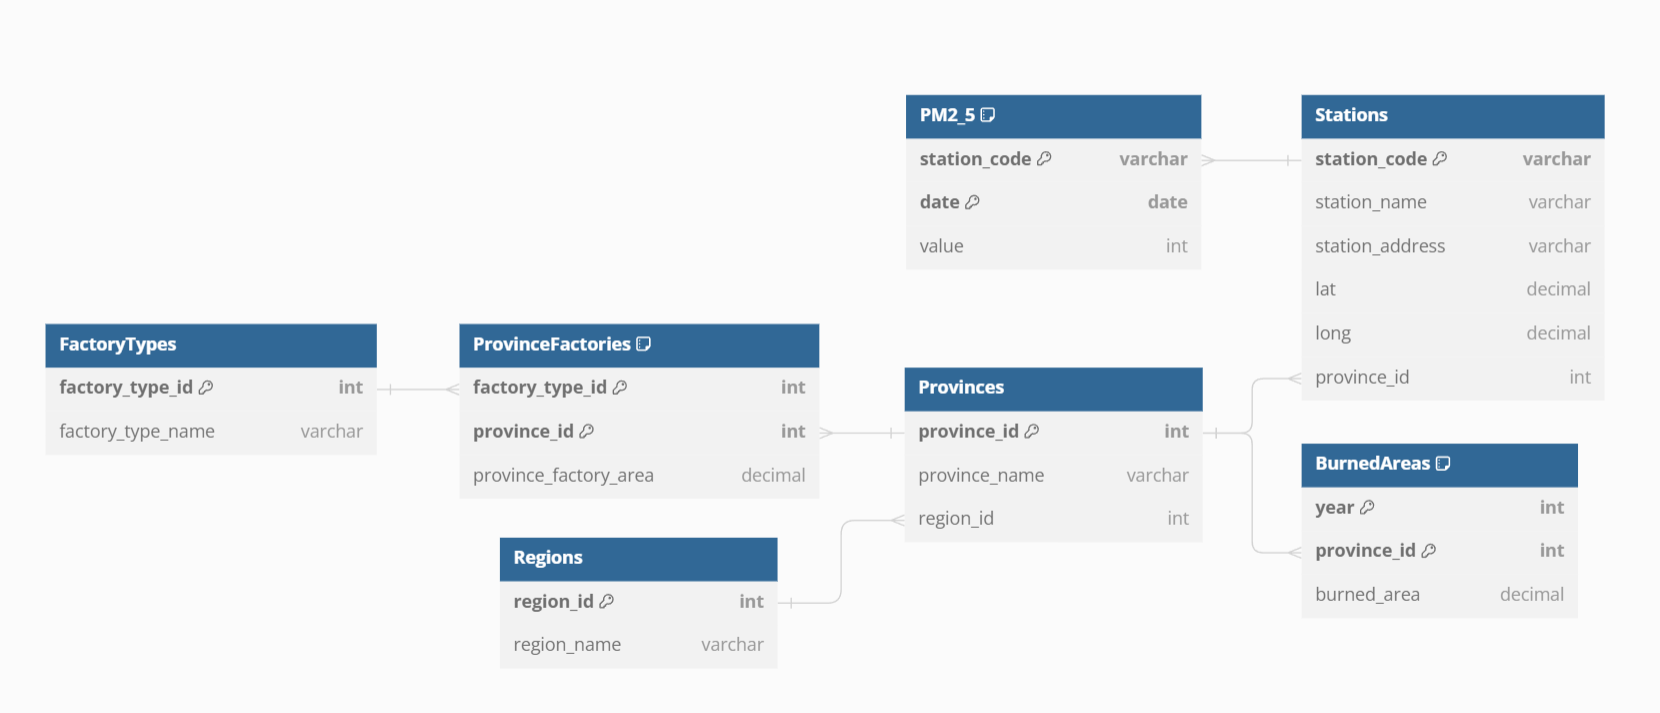 PM2_5
station_code varchar
date date
value int
Stations
station_code varchar
station_name varchar
station_address varchar
lat decimal
long decimal
province_id int
FactoryTypes
factory_type_id int
factory_type_name varchar
ProvinceFactories
factory_type_id int
province_id int
province_factory_area decimal
Provinces
province_id int
province_name varchar
region_id int
BurnedAreas
year int
province_id int
burned_area decimal
Regions
region_id int
region_name varchar